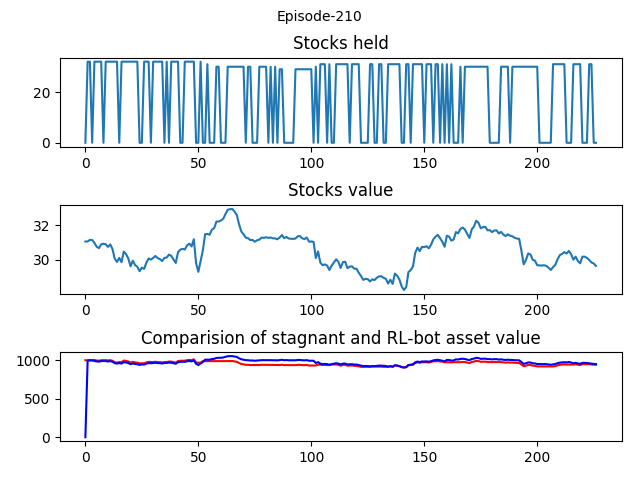 Episode-210
Stocks held
20
0
0 50 100 150 200
Stocks value
32
30
0 50 100 150 200
Comparision of stagnant and RL-bot asset value
1000
500
0
0 50 100 150 200